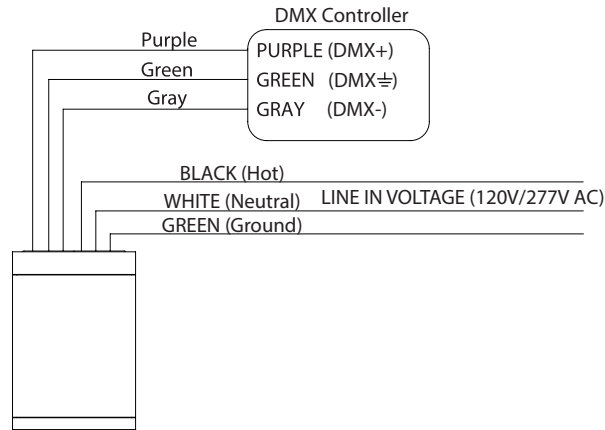 DMX Controller
Purple
PURPLE (DMX+)
Green
GREEN (DMX⏚)
Gray
GRAY (DMX-)
BLACK (Hot)
WHITE (Neutral)
LINE IN VOLTAGE (120V/277V AC)
GREEN (Ground)